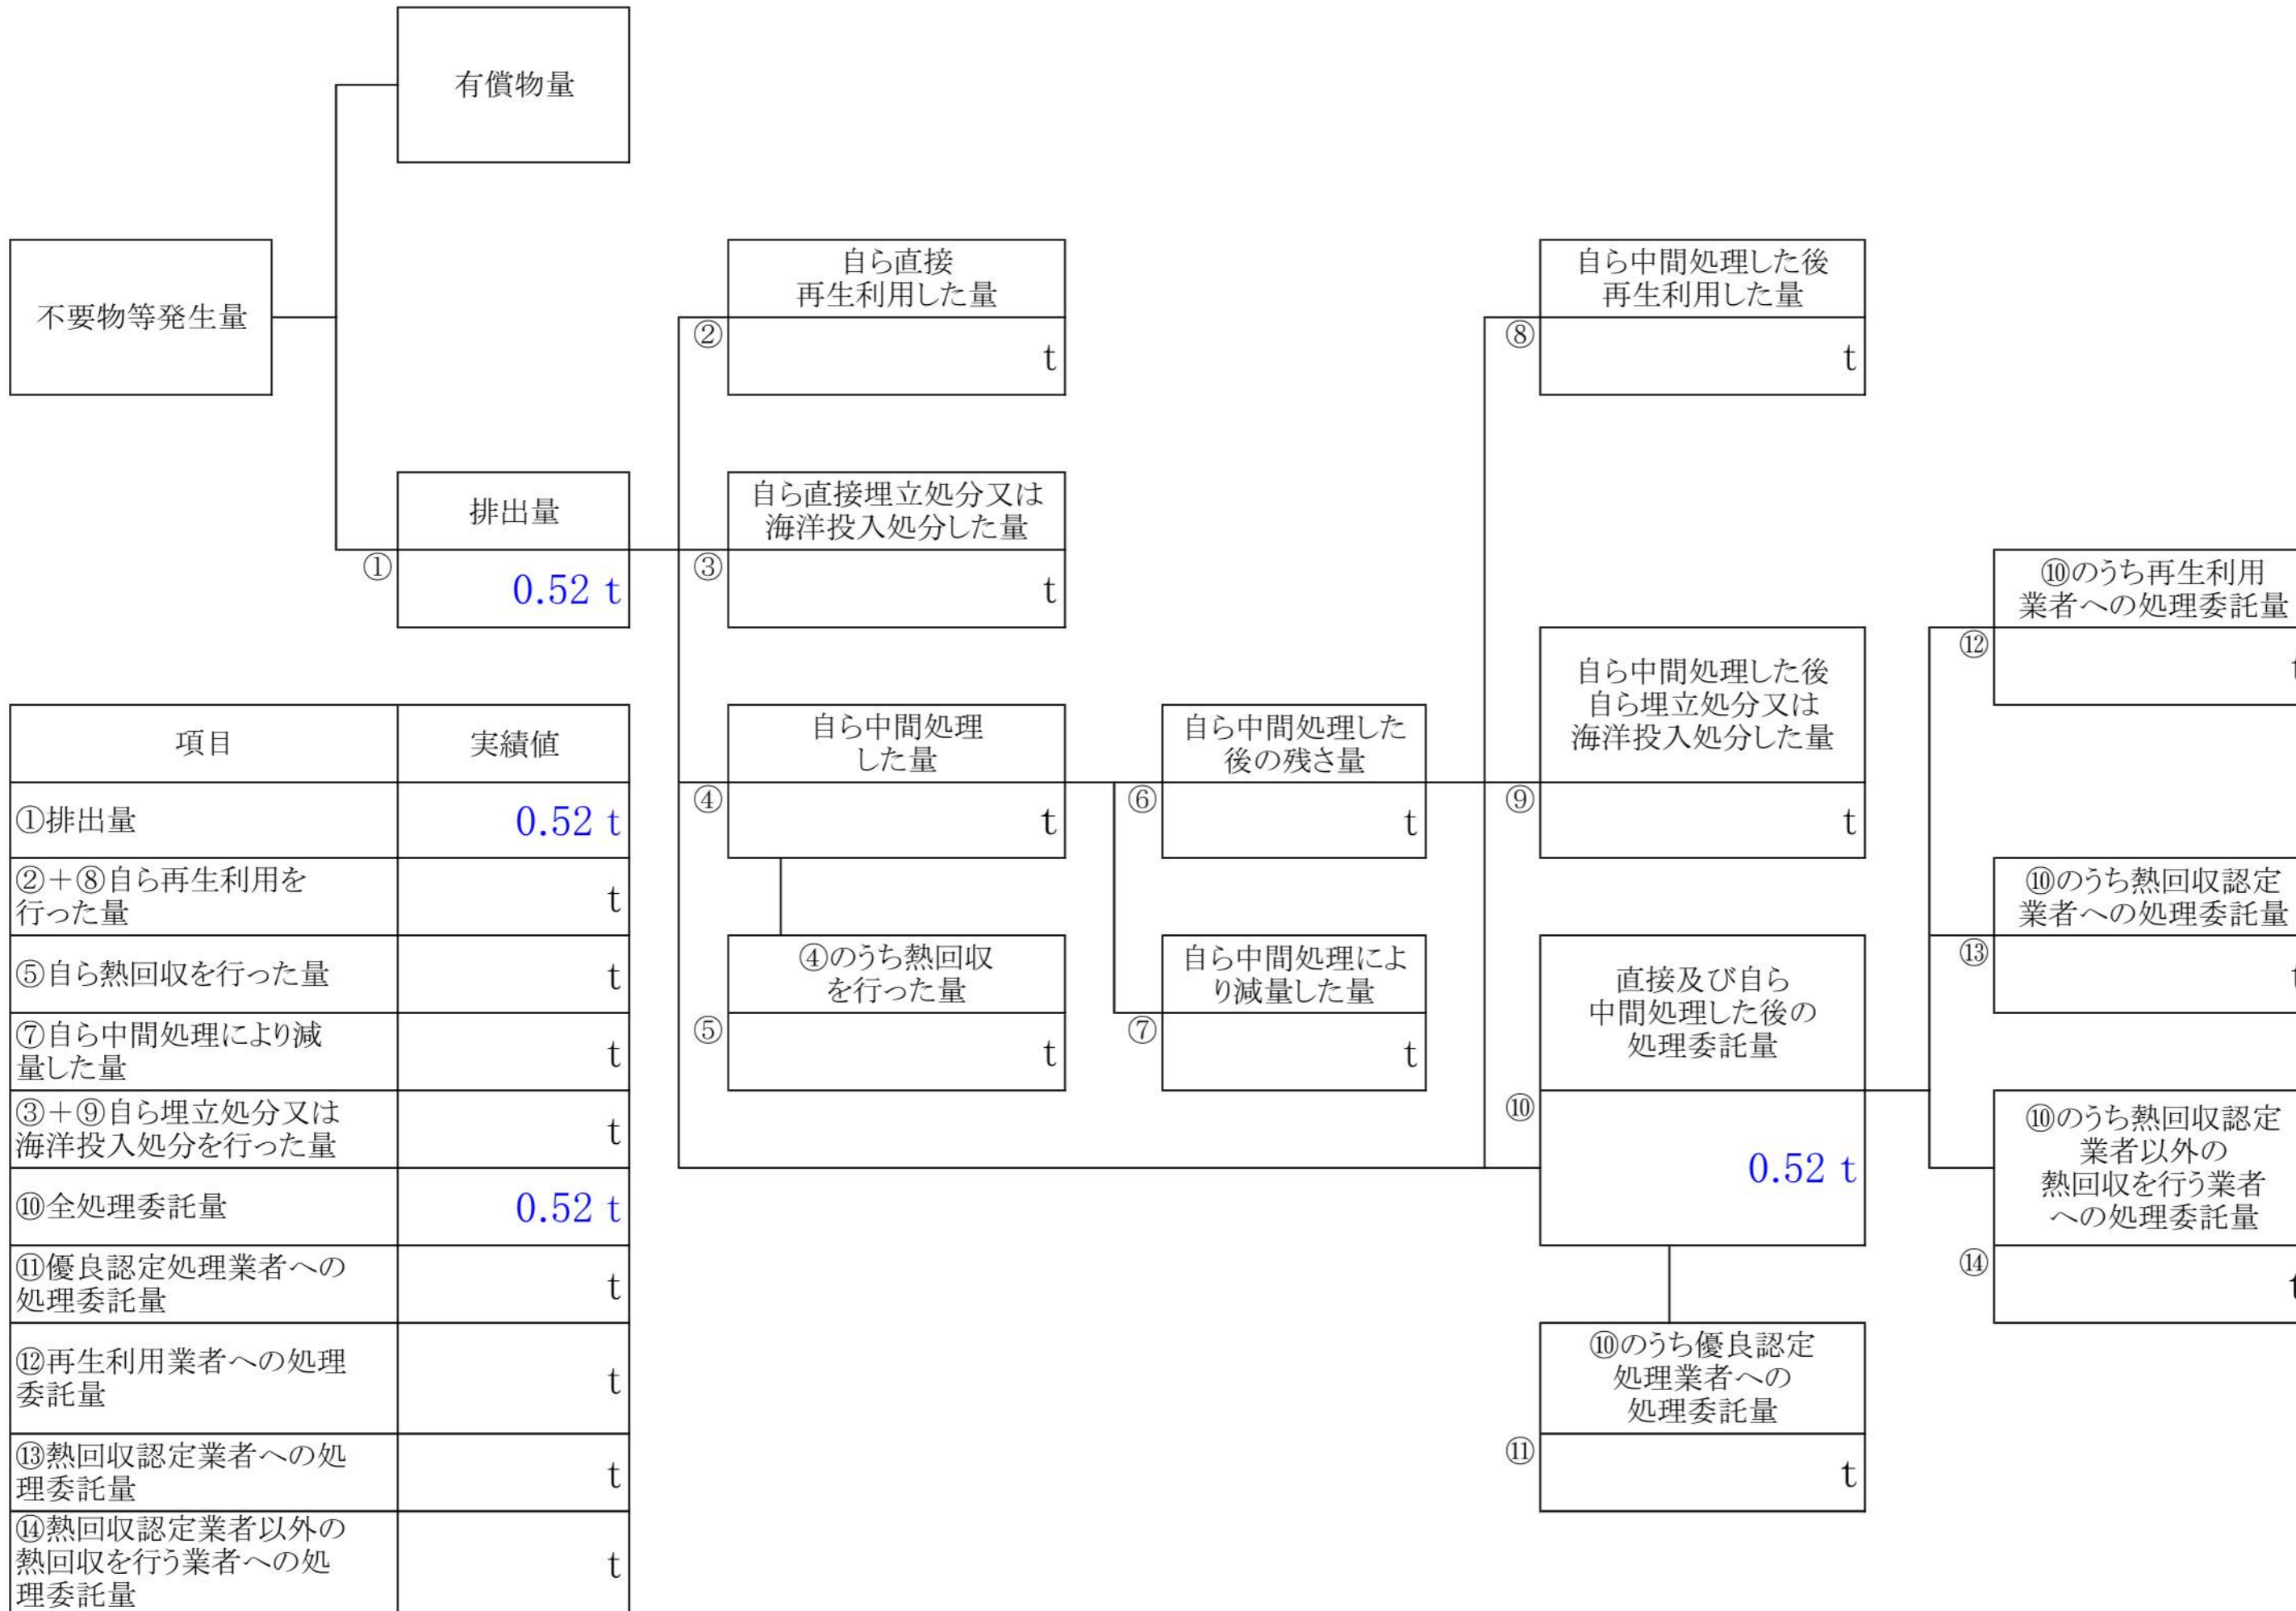 有償物量
不要物等発生量
自ら直接
再生利用した量
②
t
自ら中間処理した後
再生利用した量
⑧
t
排出量
①
0.52 t
自ら直接埋立処分又は
海洋投入処分した量
③
t
⑩のうち再生利用
業者への処理委託量
⑫
t
自ら中間処理
した量
④
t
自ら中間処理した
後の残さ量
⑥
t
自ら中間処理した後
自ら埋立処分又は
海洋投入処分した量
⑨
t
⑩のうち熱回収認定
業者への処理委託量
⑬
t
④のうち熱回収
を行った量
⑤
t
自ら中間処理によ
り減量した量
⑦
t
直接及び自ら
中間処理した後の
処理委託量
⑩
0.52 t
⑩のうち熱回収認定
業者以外の
熱回収を行う業者
への処理委託量
⑭
t
⑩のうち優良認定
処理業者への
処理委託量
⑪
t
項目
実績値
①排出量
0.52 t
②＋⑧自ら再生利用を
行った量
t
⑤自ら熱回収を行った量
t
⑦自ら中間処理により減
量した量
t
③＋⑨自ら埋立処分又は
海洋投入処分を行った量
t
⑩全処理委託量
0.52 t
⑪優良認定処理業者への
処理委託量
t
⑫再生利用業者への処理
委託量
t
⑬熱回収認定業者への処
理委託量
t
⑭熱回収認定業者以外の
熱回収を行う業者への処
理委託量
t